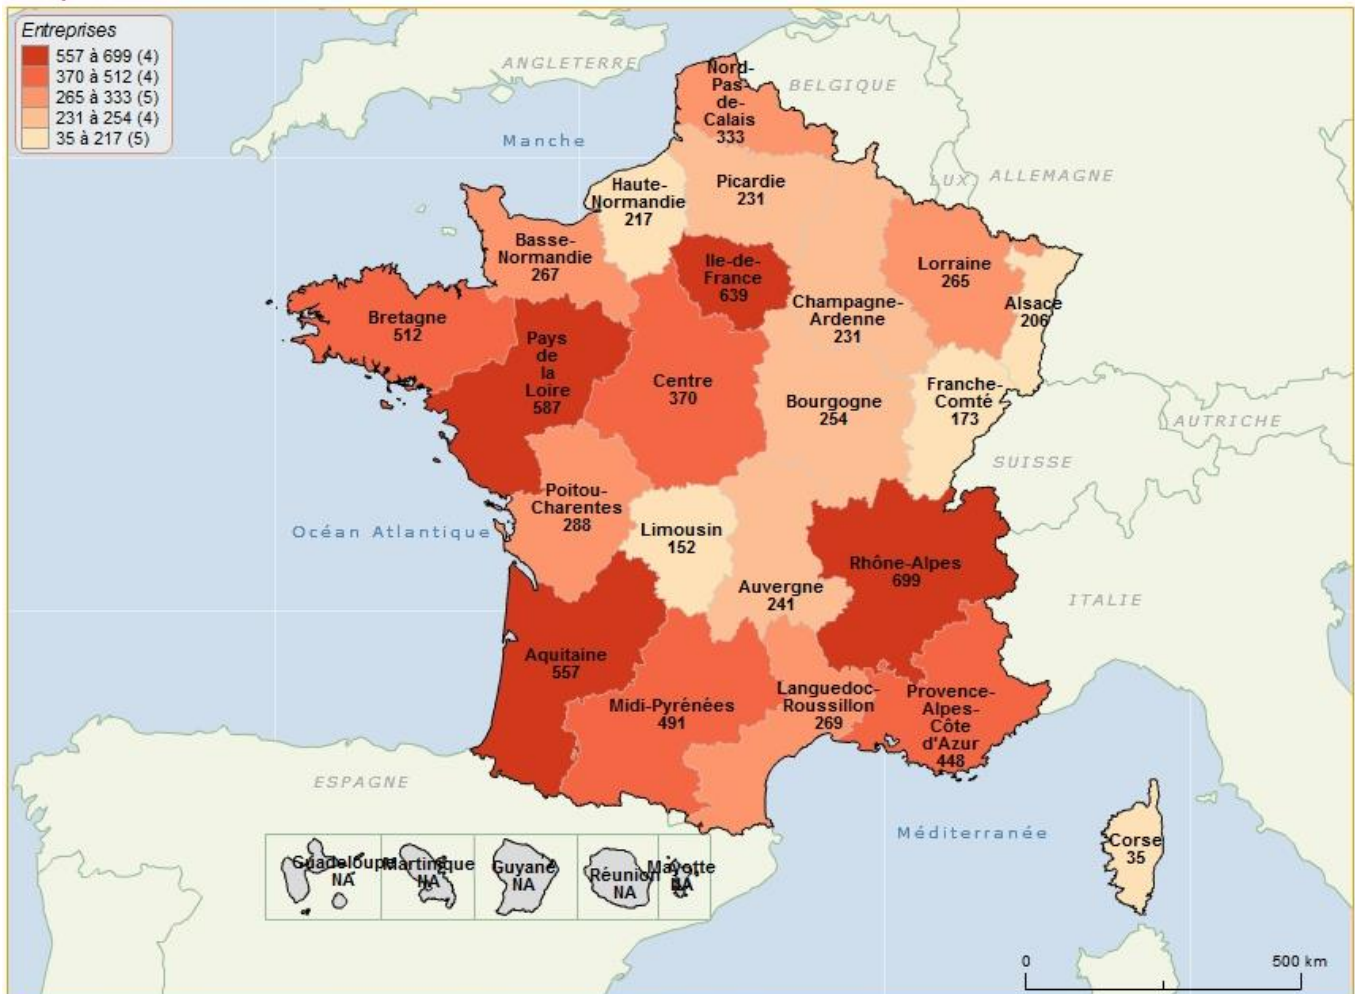 Entreprises
557 à 699 (4)
370 à 512 (4)
265 à 333 (5)
231 à 254 (4)
35 à 217 (5)
ANGLETERRE
BELGIQUE
LUX
ALLEMAGNE
Manche
Nord-
Pas-
de-
Calais
333
Haute-
Normandie
217
Picardie
231
Basse-
Normandie
267
Ile-de-
France
639
Lorraine
265
Alsace
206
Champagne-
Ardenne
231
Bretagne
512
Pays
de
la
Loire
587
Centre
370
Bourgogne
254
Franche-
Comté
173
AUTRICHE
SUISSE
Océan Atlantique
Poitou-
Charentes
288
Limousin
152
Auvergne
241
Rhône-Alpes
699
ITALIE
Aquitaine
557
Midi-Pyrénées
491
Languedoc-
Roussillon
269
Provence-
Alpes-
Côte
d'Azur
448
ESPAGNE
Méditerranée
Corse
35
Guadeloupe
NA
Martinique
NA
Guyane
NA
Réunion
NA
Mayotte
NA
0
500 km